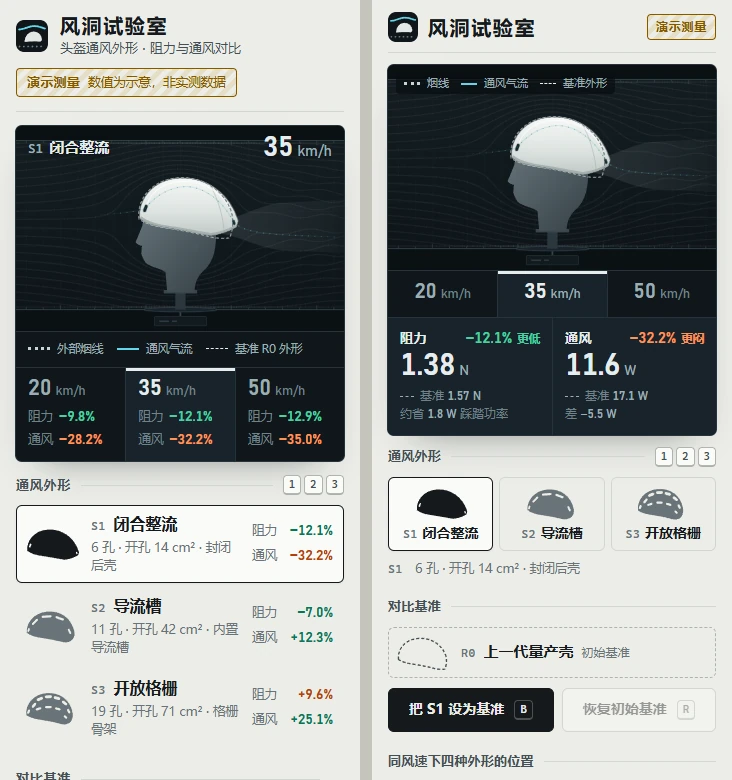 风洞试验室
头盔通风外形 · 阻力与通风对比
演示测量 数值为示意，非实测数据
S1 闭合整流 35 km/h
外部烟线 通风气流 基准 R0 外形
20 km/h 35 km/h 50 km/h
阻力 −9.8% 阻力 −12.1% 阻力 −12.9%
通风 −28.2% 通风 −32.2% 通风 −35.0%
通风外形 1 2 3
S1 闭合整流
6 孔 · 开孔 14 cm² · 封闭
后壳
阻力 −12.1%
通风 −32.2%
S2 导流槽
11 孔 · 开孔 42 cm² · 内置
导流槽
阻力 −7.0%
通风 +12.3%
S3 开放格栅
19 孔 · 开孔 71 cm² · 格栅
骨架
阻力 +9.6%
通风 +25.1%
对比基准
风洞试验室 演示测量
烟线 通风气流 基准外形
20 km/h 35 km/h 50 km/h
阻力 −12.1% 更低
1.38 N
基准 1.57 N
约省 1.8 W 踩踏功率
通风 −32.2% 更闷
11.6 W
基准 17.1 W
差 −5.5 W
通风外形 1 2 3
S1 闭合整流 S2 导流槽 S3 开放格栅
S1 6 孔 · 开孔 14 cm² · 封闭后壳
对比基准
R0 上一代量产壳 初始基准
把 S1 设为基准 B 恢复初始基准 R
同风速下四种外形的位置